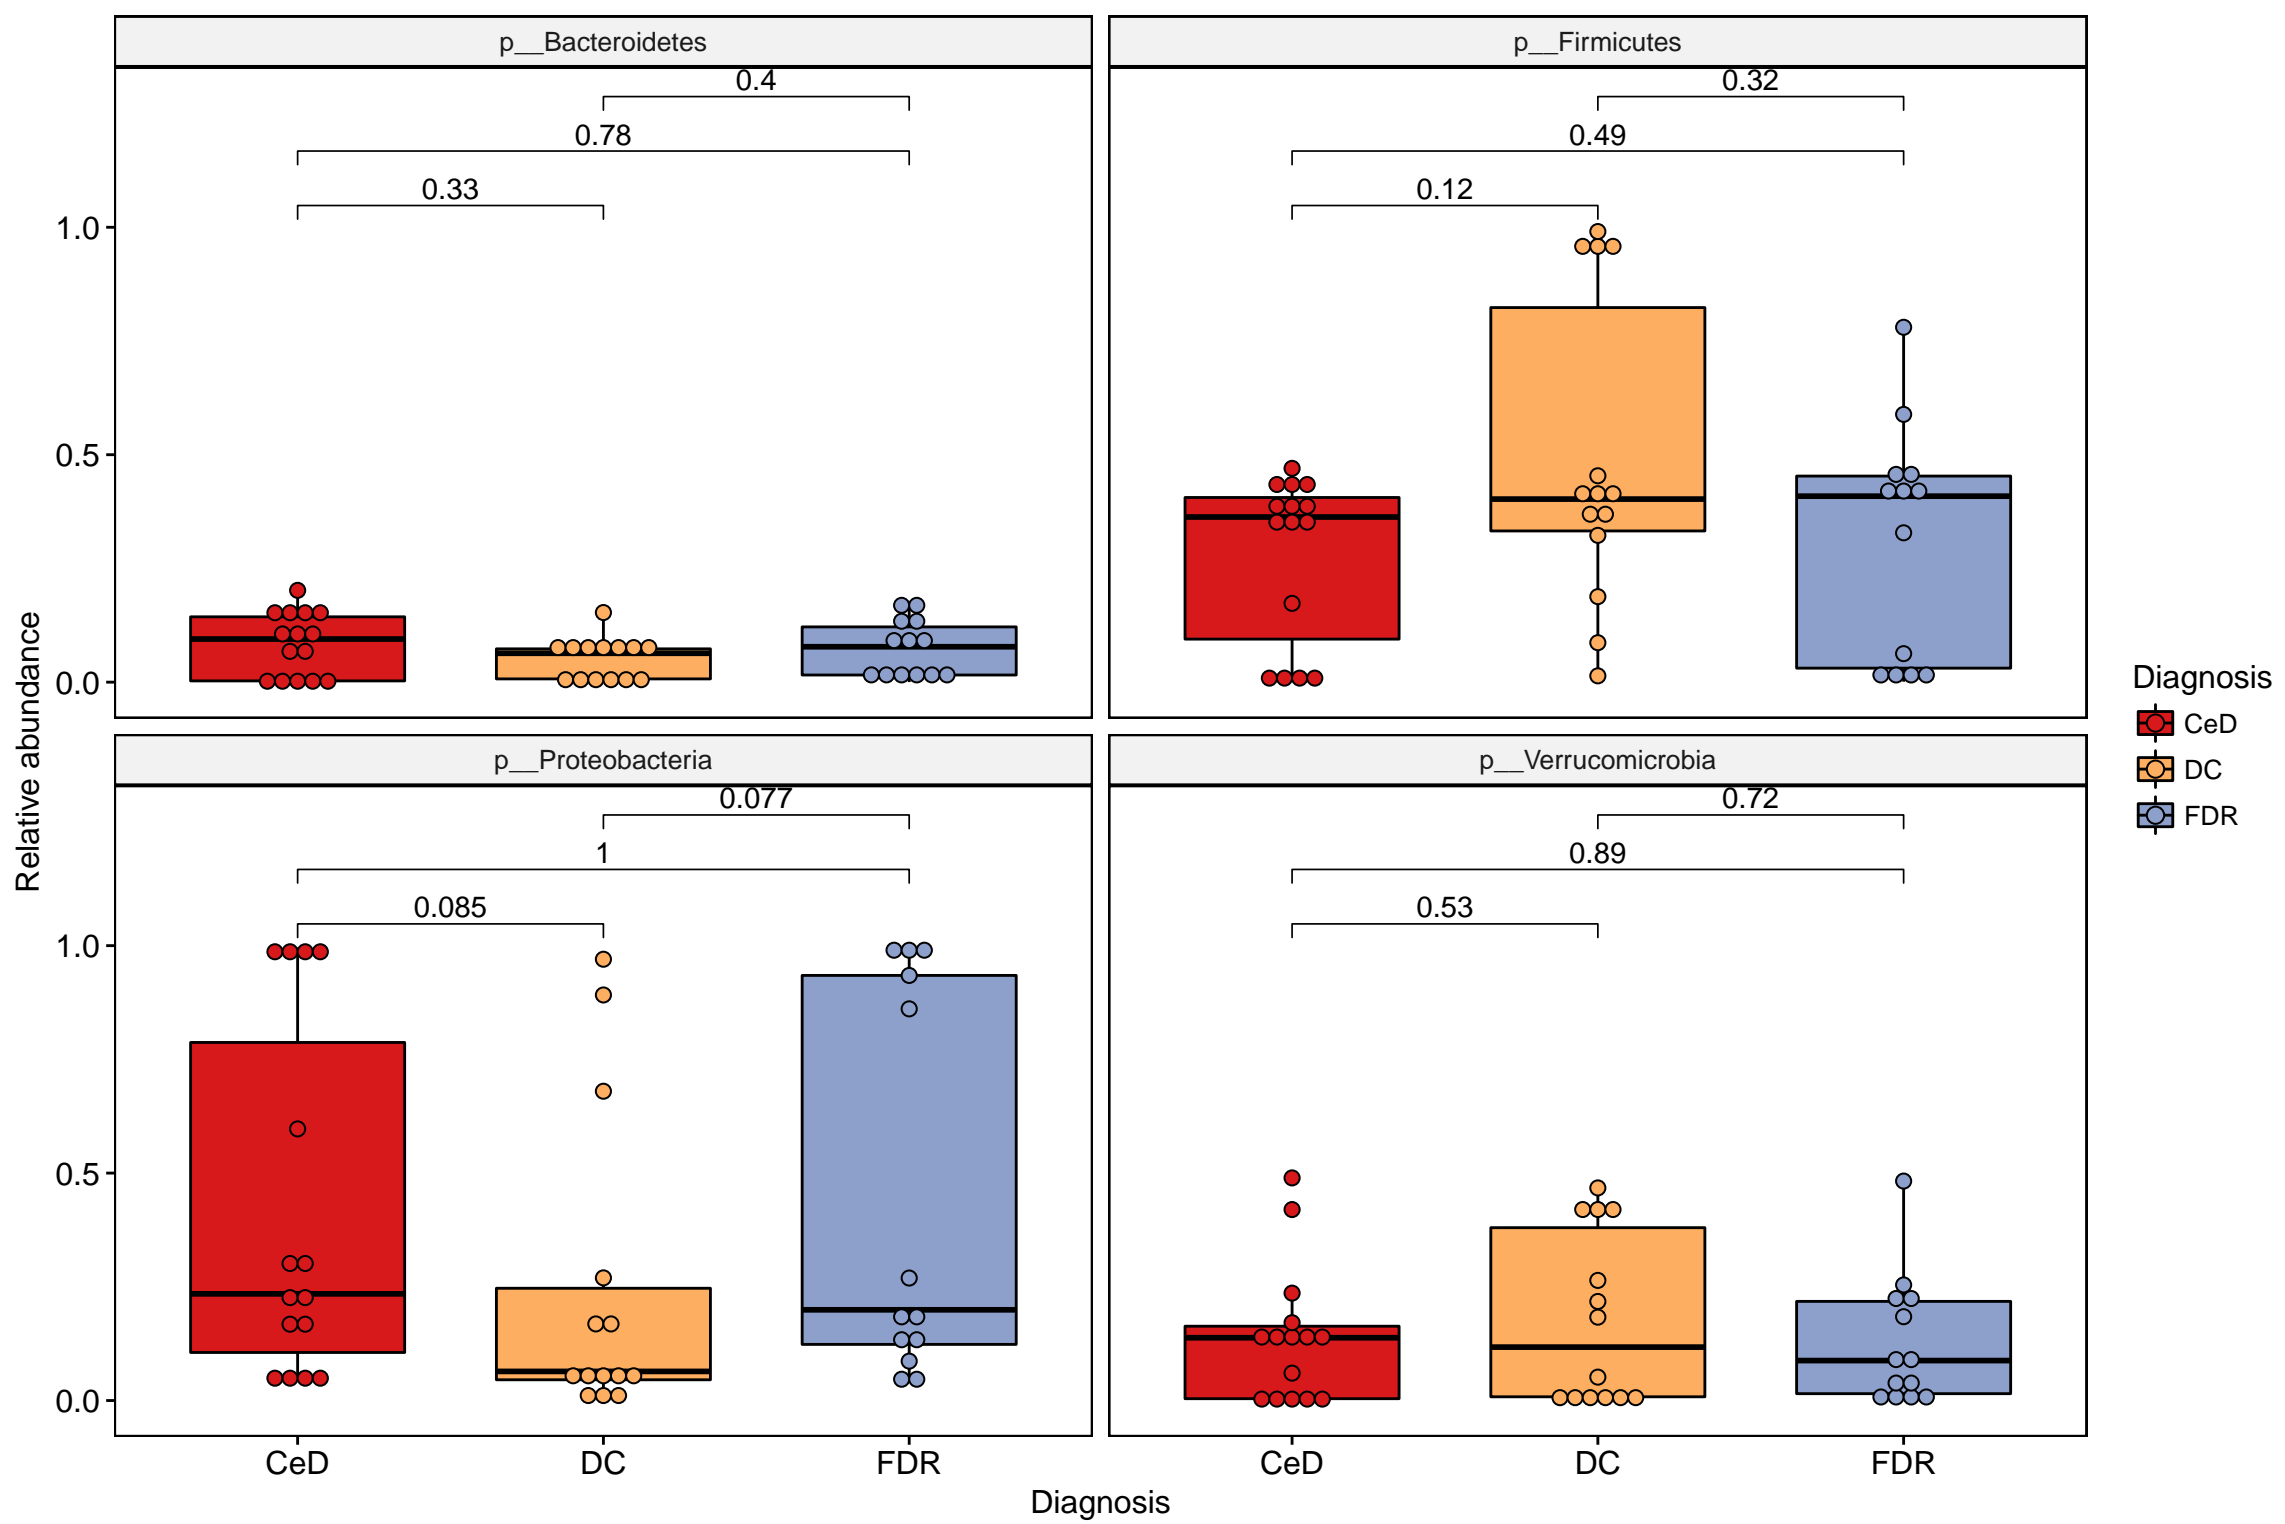 p__Bacteroidetes
0.4
0.78
0.33
1.0
0.5
0.0
p__Firmicutes
0.32
0.49
0.12
p__Proteobacteria
0.077
1
0.085
1.0
0.5
0.0
CeD
DC
FDR
p__Verrucomicrobia
0.72
0.89
0.53
CeD
DC
FDR
Relative abundance
Diagnosis
Diagnosis
CeD
DC
FDR